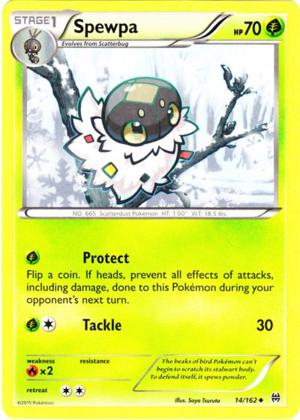 STAGE1
Spewpa
HP70
Evolves from Scatterbug
NO. 665 Scatterdust Pokémon HT: 1'00" WT: 18.5 lbs.
Protect
Flip a coin. If heads, prevent all effects of attacks,
including damage, done to this Pokémon during your
opponent's next turn.
Tackle 30
weakness resistance
×2
The beaks of bird Pokémon can't
begin to scratch its stalwart body.
To defend itself, it spews powder.
retreat
©2015 Pokémon
Illus. Saya Tsuruta
14/162